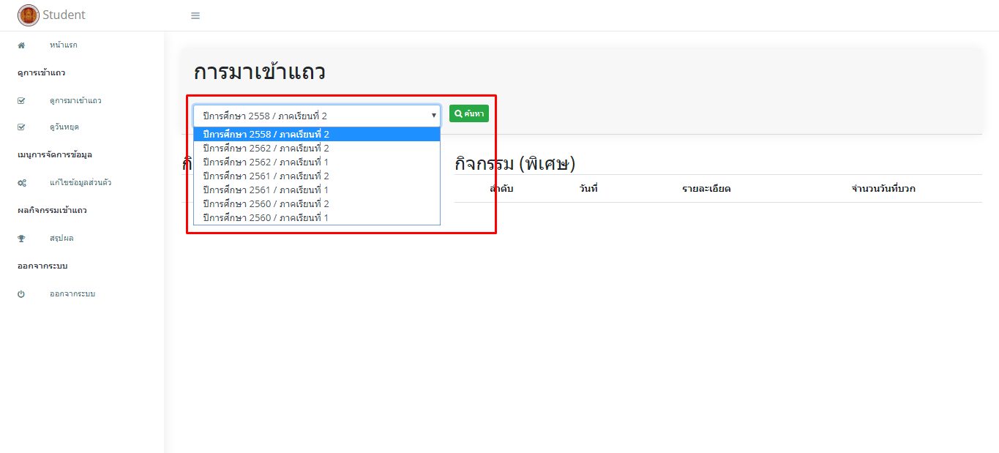 Student
หน้าแรก
ดูการเข้าแถว
ดูการมาเข้าแถว
ดูวันหยุด
เมนูการจัดการข้อมูล
แก้ไขข้อมูลส่วนตัว
ผลกิจกรรมเข้าแถว
สรุปผล
ออกจากระบบ
ออกจากระบบ
การมาเข้าแถว
ปีการศึกษา 2558 / ภาคเรียนที่ 2
ค้นหา
ปีการศึกษา 2558 / ภาคเรียนที่ 2
ปีการศึกษา 2562 / ภาคเรียนที่ 2
ปีการศึกษา 2562 / ภาคเรียนที่ 1
ปีการศึกษา 2561 / ภาคเรียนที่ 2
ปีการศึกษา 2561 / ภาคเรียนที่ 1
ปีการศึกษา 2560 / ภาคเรียนที่ 2
ปีการศึกษา 2560 / ภาคเรียนที่ 1
กิจกรรม (พิเศษ)
ลำดับ วันที่ รายละเอียด จำนวนวันที่บวก